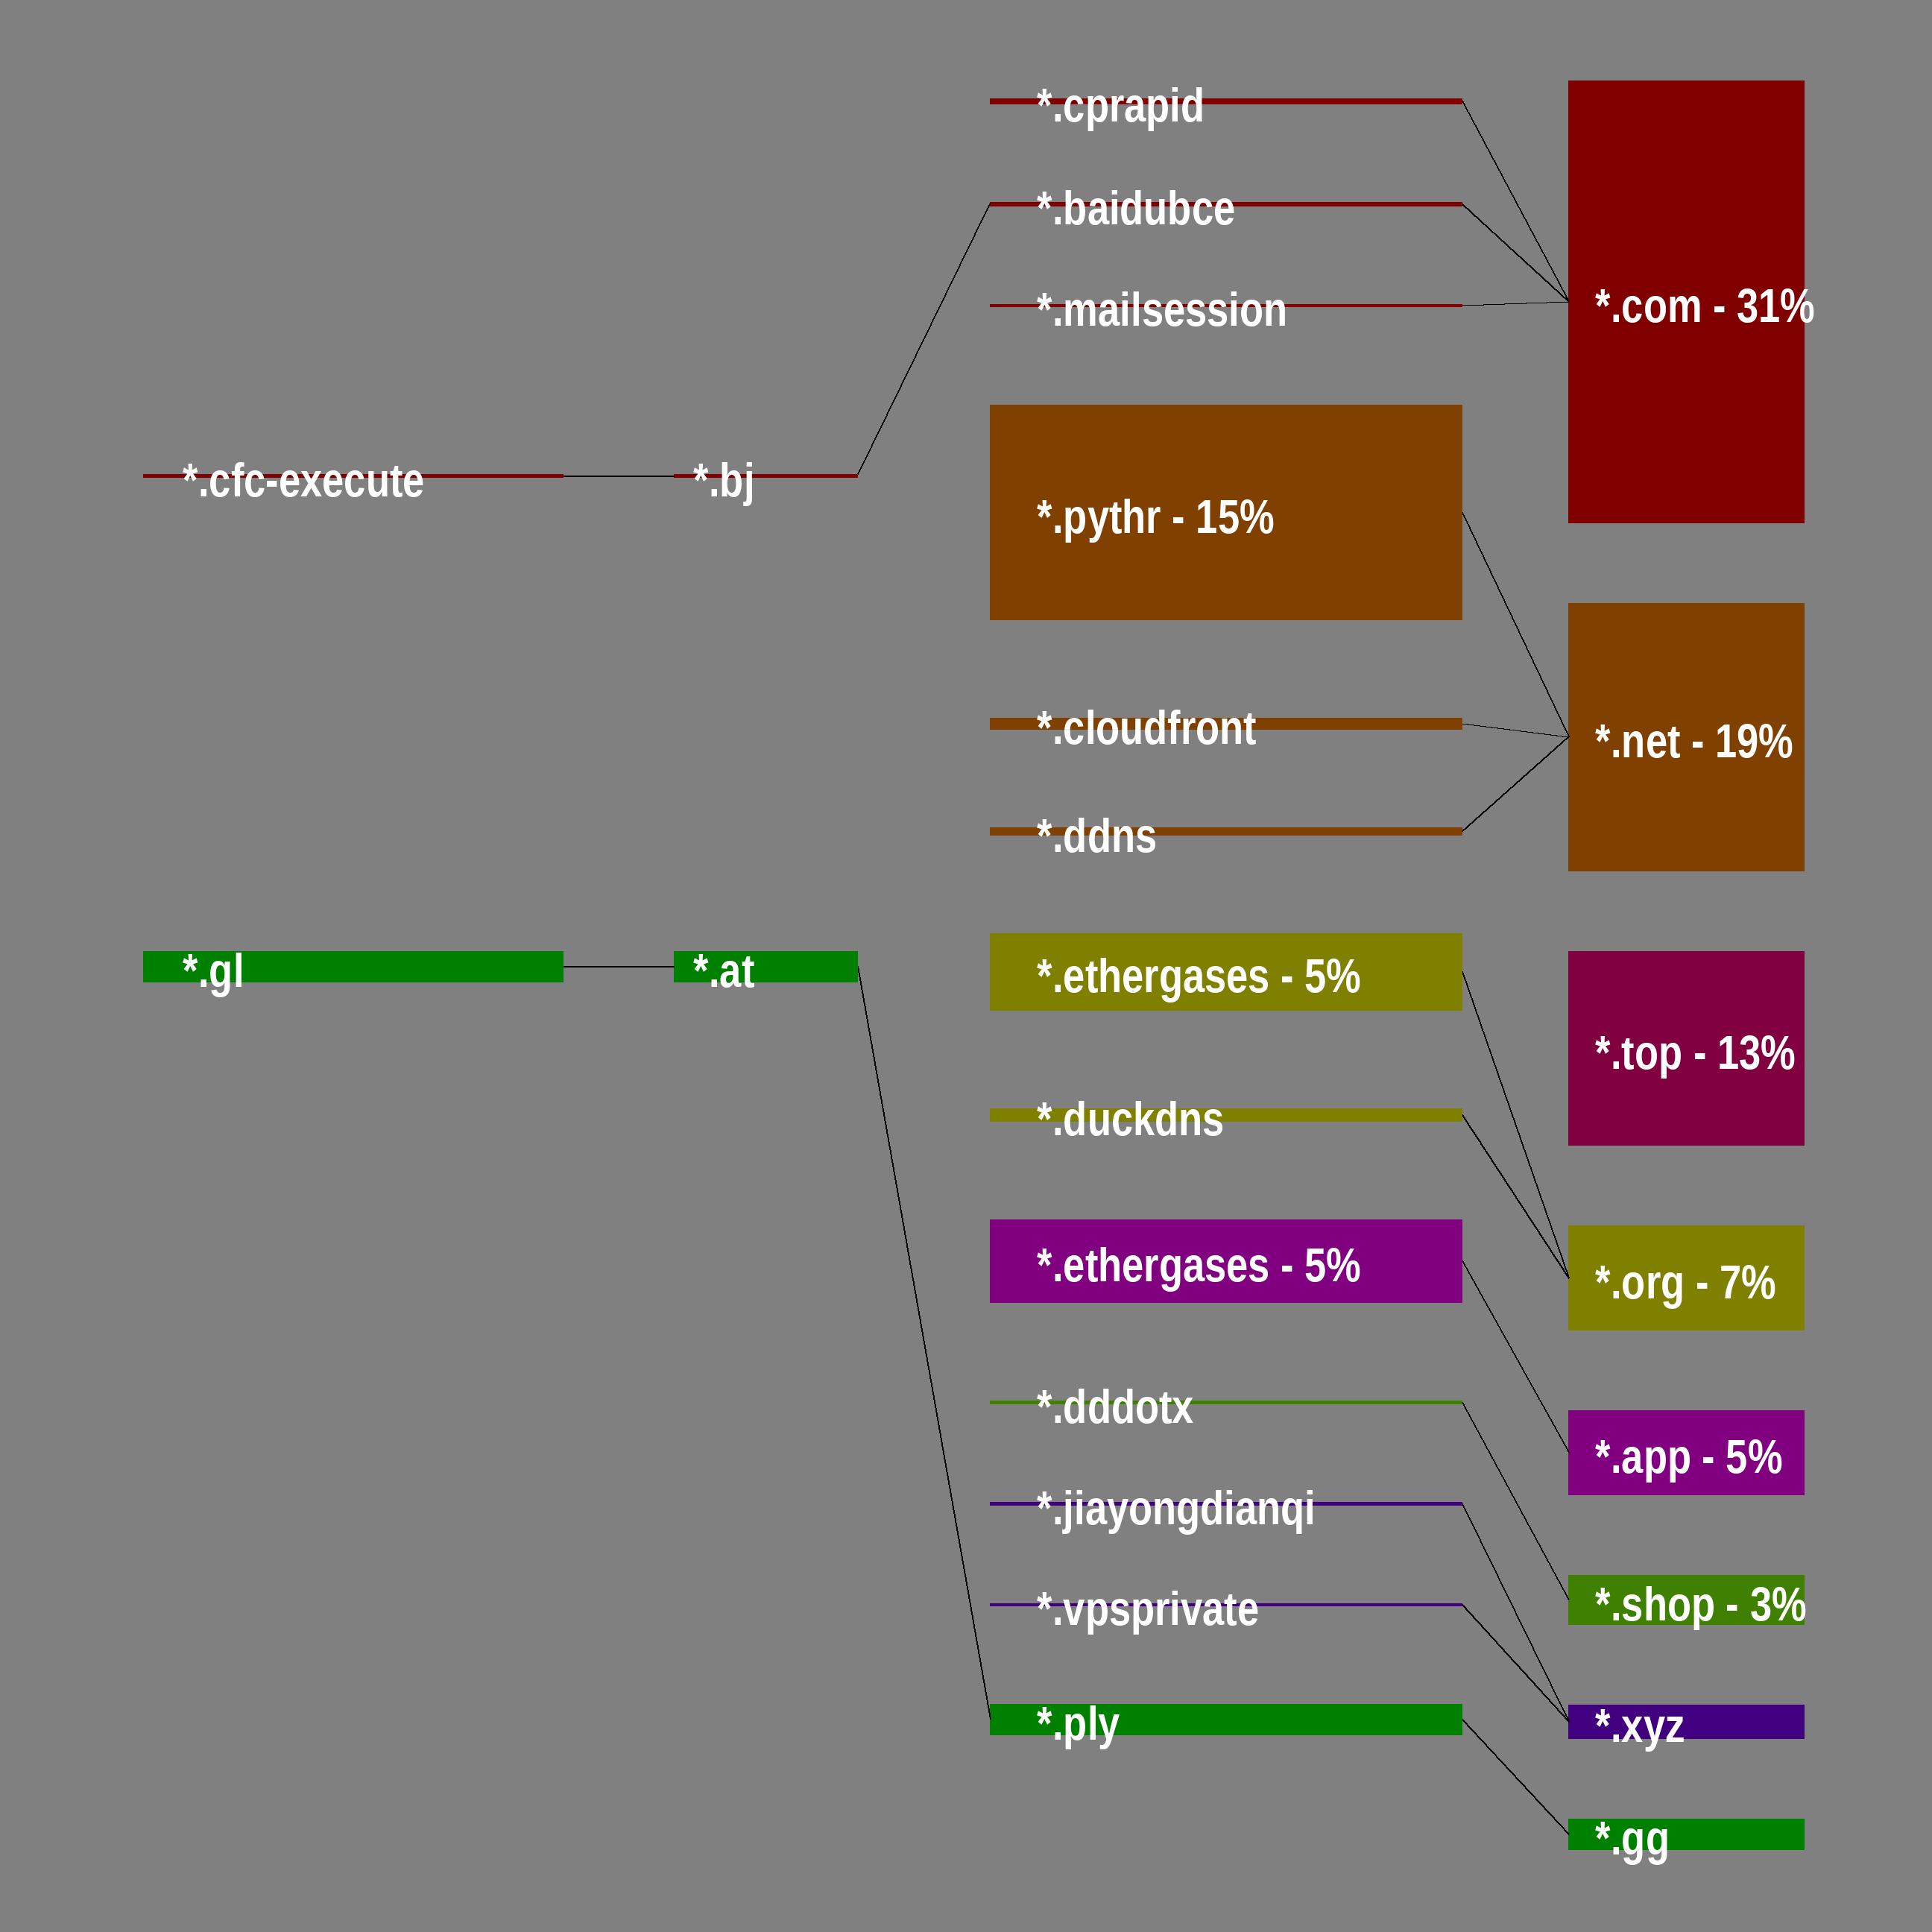 *.cprapid
*.baidubce
*.mailsession
*.com - 31%
*.cfc-execute
*.bj
*.pythr - 15%
*.cloudfront
*.net - 19%
*.ddns
*.gl
*.at
*.ethergases - 5%
*.top - 13%
*.duckdns
*.ethergases - 5%
*.org - 7%
*.dddotx
*.app - 5%
*.jiayongdianqi
*.vpsprivate
*.shop - 3%
*.ply
*.xyz
*.gg